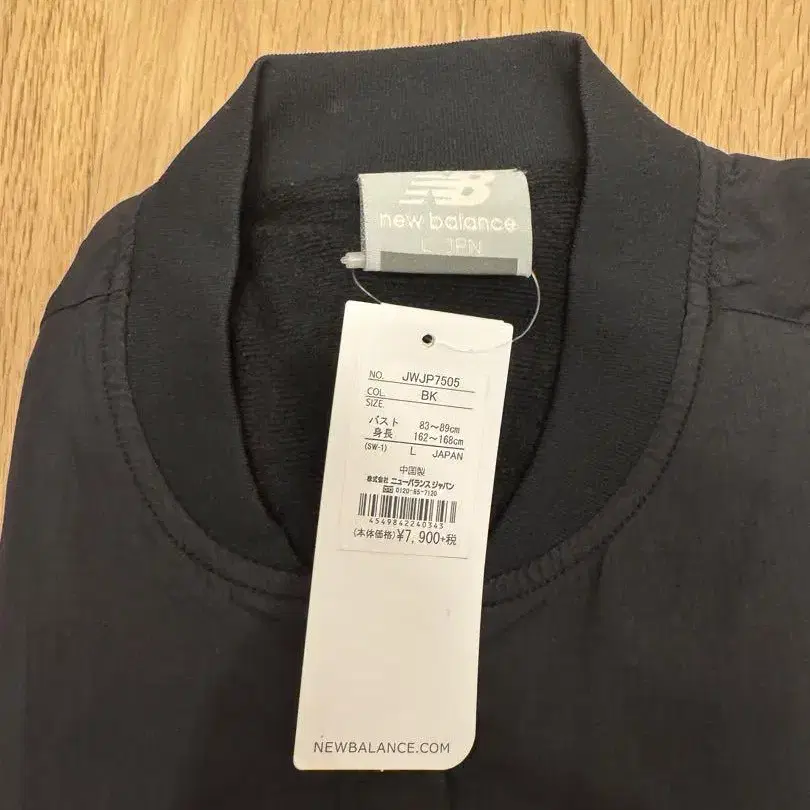 NB
new balance
L JPN
NO. JWJP7505
COL. BK
SIZE.
バスト 83～89cm
身長 162～168cm
(SW-1) L JAPAN
中国製
株式会社 ニューバランス ジャパン
0120-85-7120
4549842240343
(本体価格)¥7,900+税
NEWBALANCE.COM